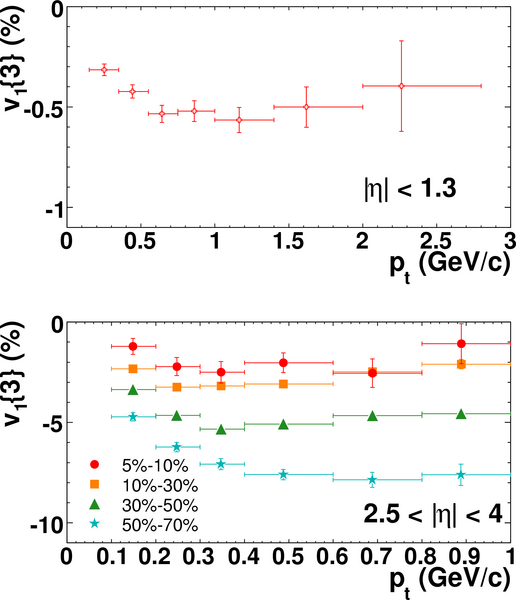 v1{3} (%)
0
-0.5
-1
|η| < 1.3
0 0.5 1 1.5 2 2.5 3
pt (GeV/c)
v1{3} (%)
0
-5
-10
5%-10%
10%-30%
30%-50%
50%-70%
2.5 < |η| < 4
0 0.1 0.2 0.3 0.4 0.5 0.6 0.7 0.8 0.9 1
pt (GeV/c)